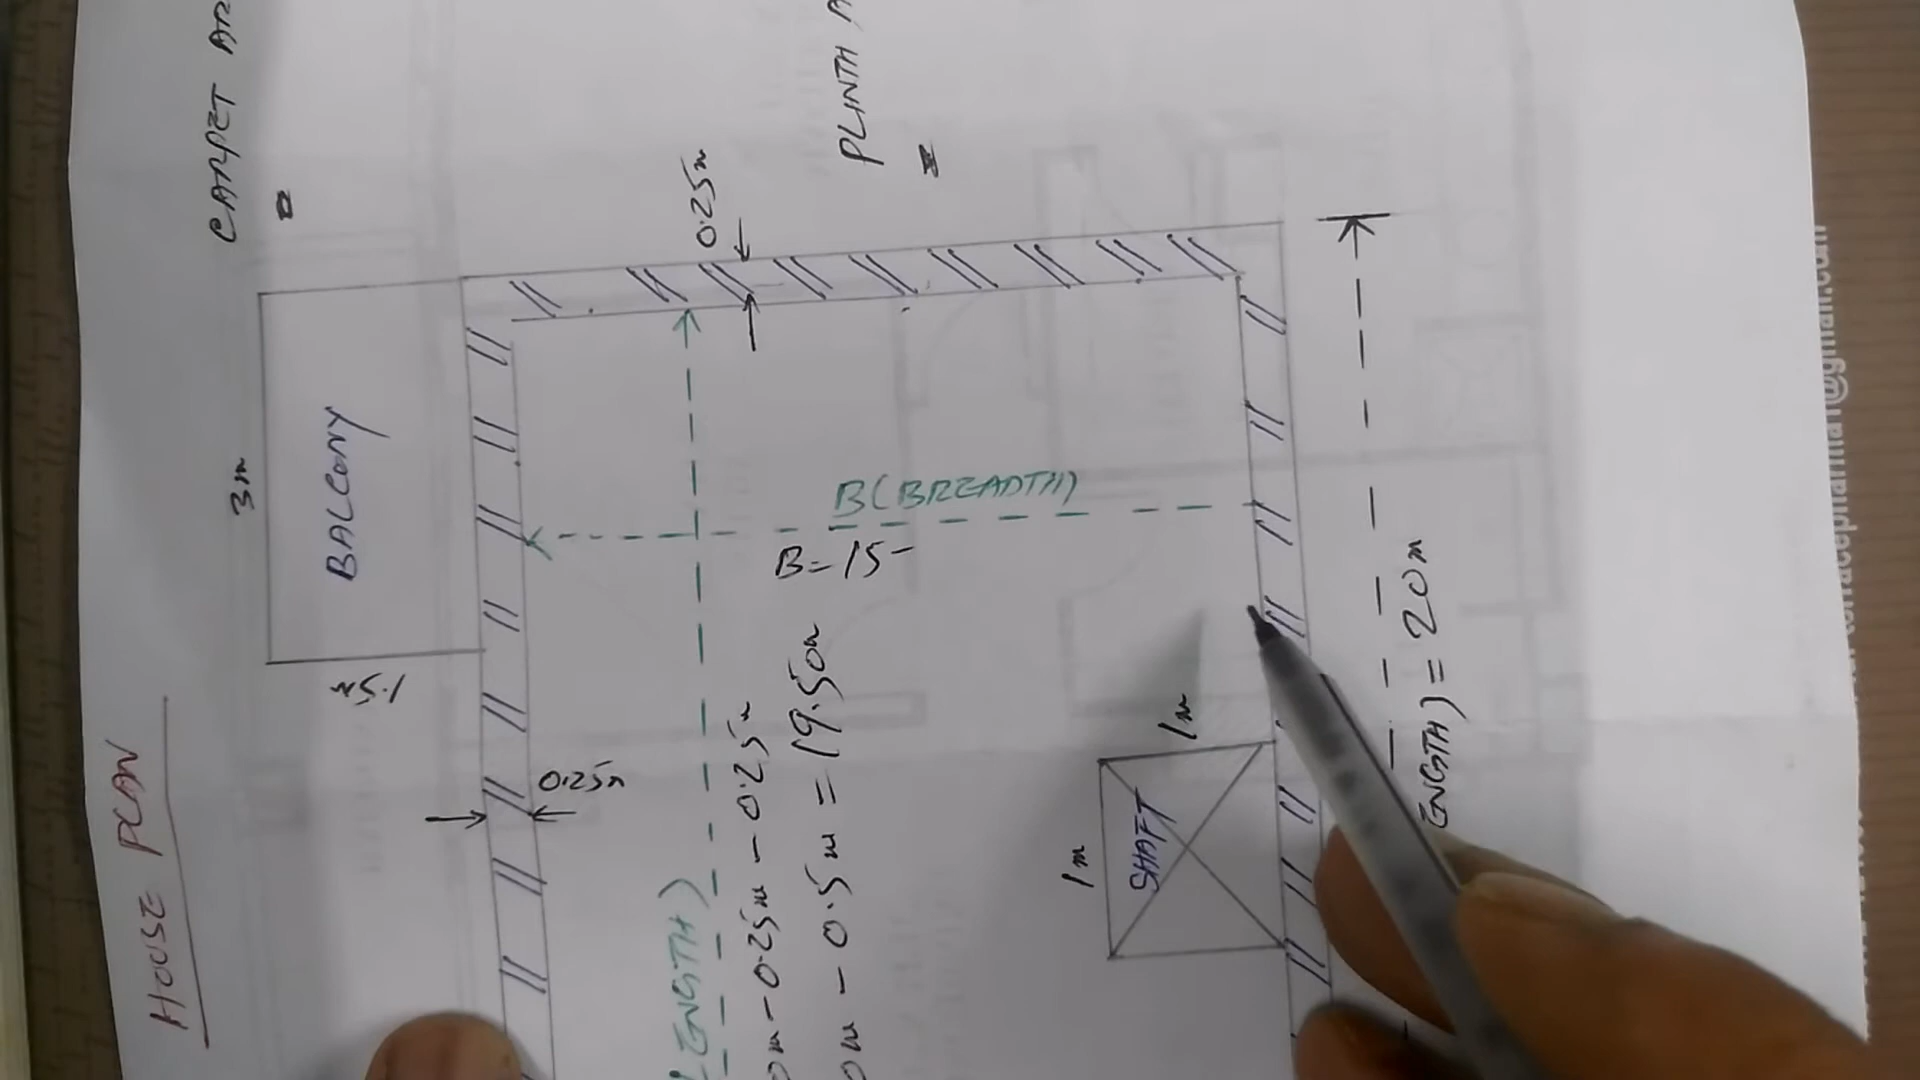 HOUSE PLAN
CARPET AR
3m
BALCONY
1.5m
0.25m
0.25m
PLINTH A
B(BREADTH)
B=15-
LENGTH)
0m-0.25m-0.25m
0m-0.5m=19.50m
1m
1m
SHAFT
ENGTH)=20m